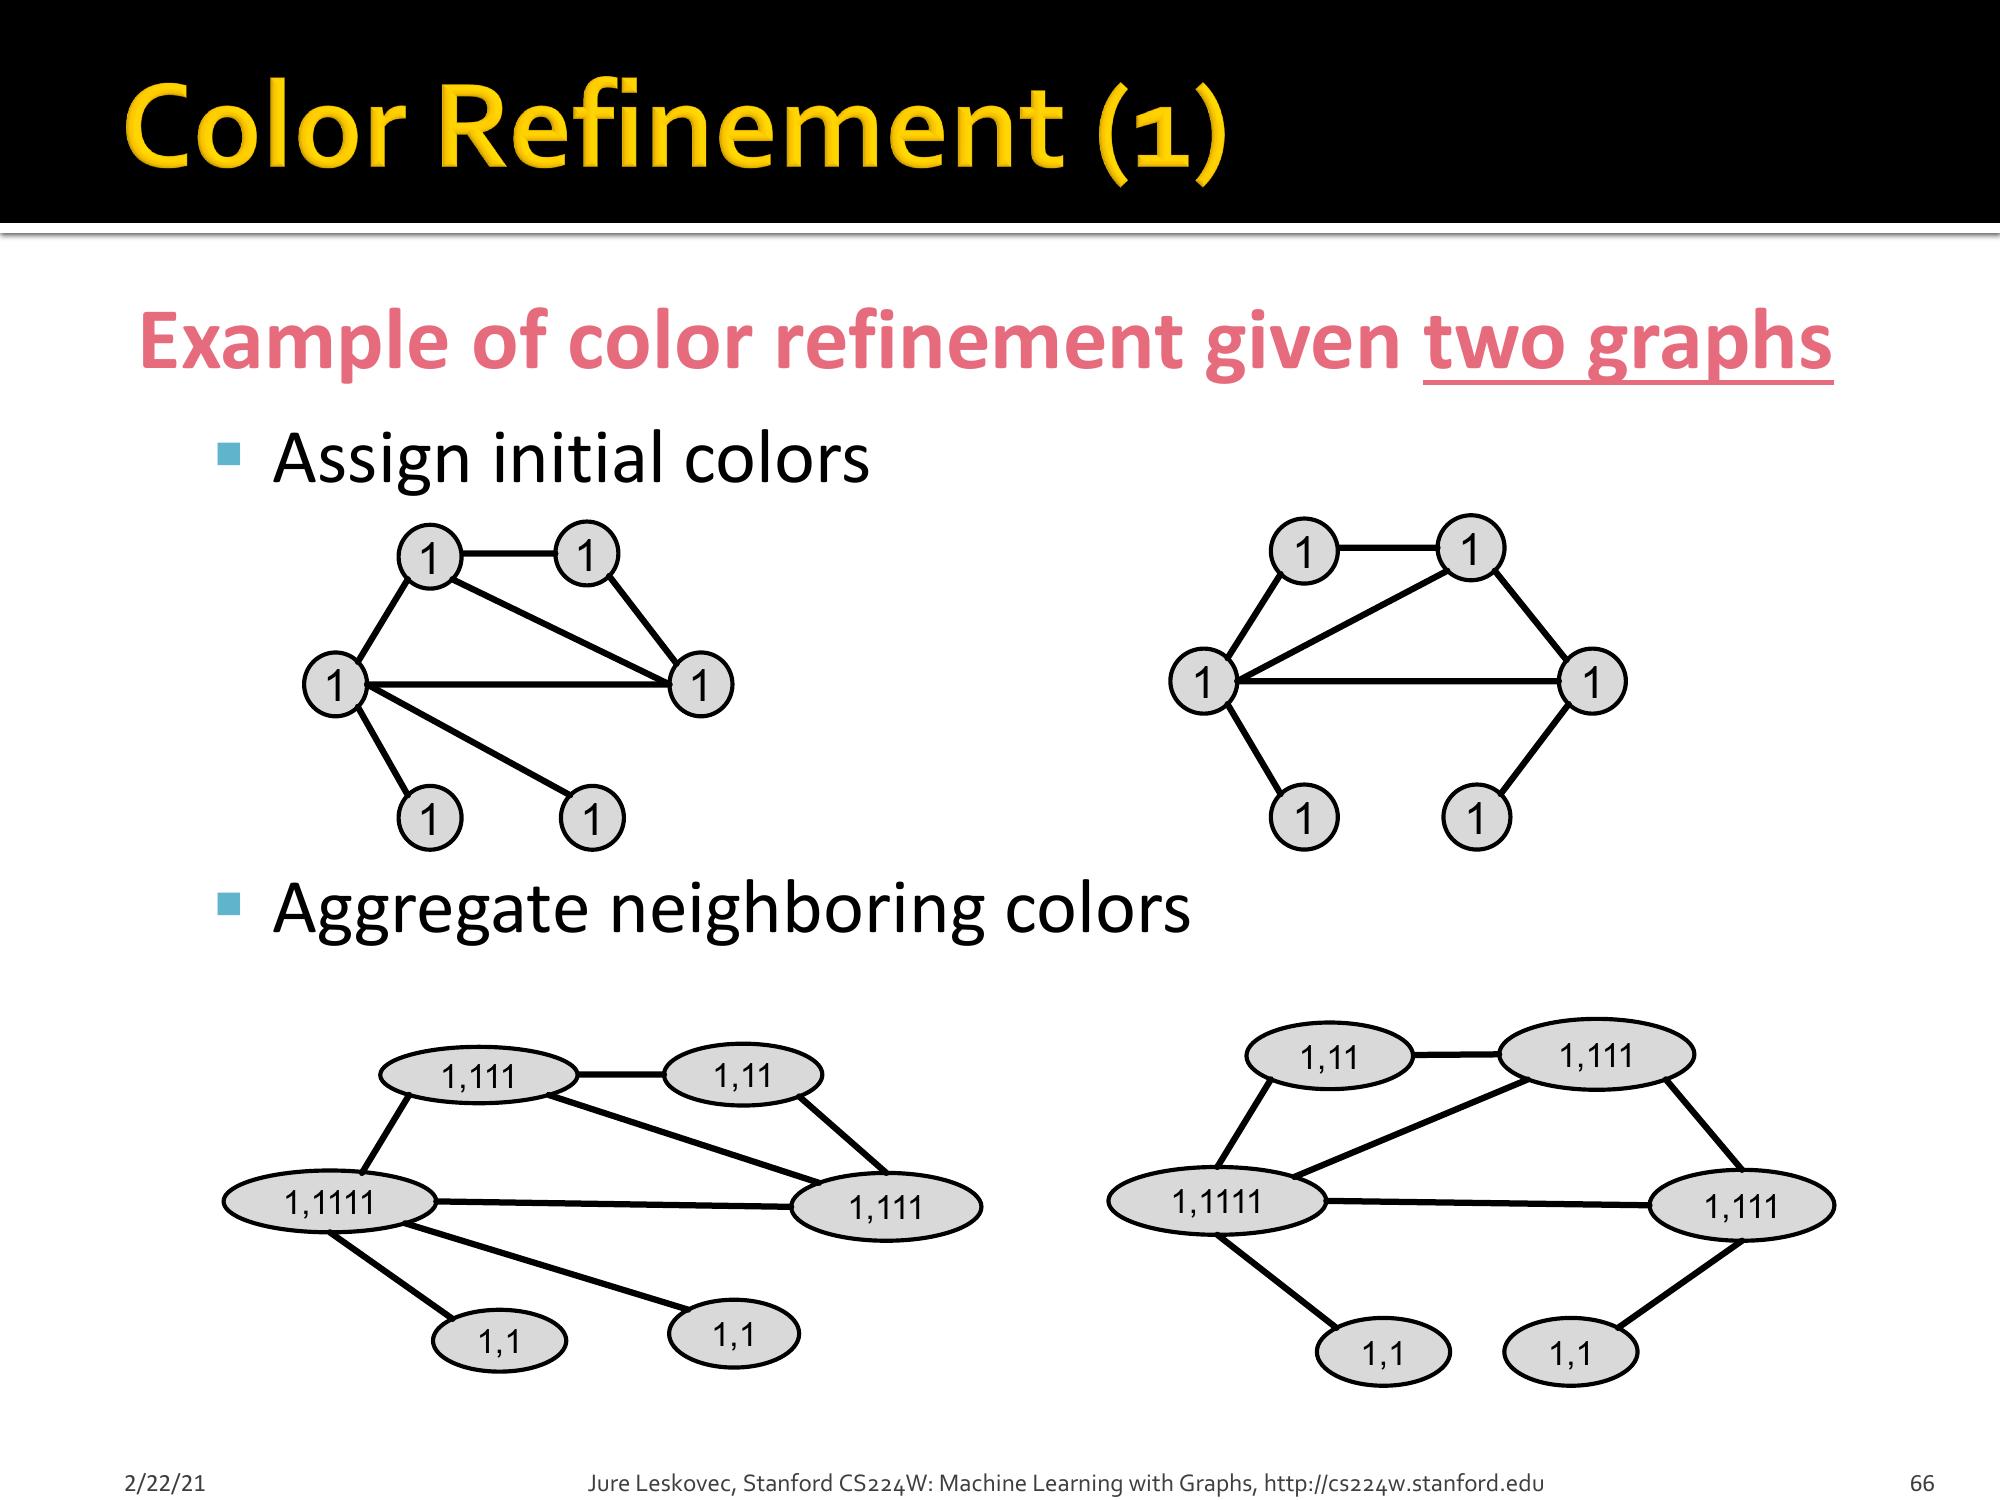 Color Refinement (1)
Example of color refinement given two graphs
Assign initial colors
1 1 1 1
1 1 1 1
1 1 1 1
Aggregate neighboring colors
1,111 1,11 1,11 1,111
1,1111 1,111 1,1111 1,111
1,1 1,1 1,1 1,1
2/22/21 Jure Leskovec, Stanford CS224W: Machine Learning with Graphs, http://cs224w.stanford.edu 66